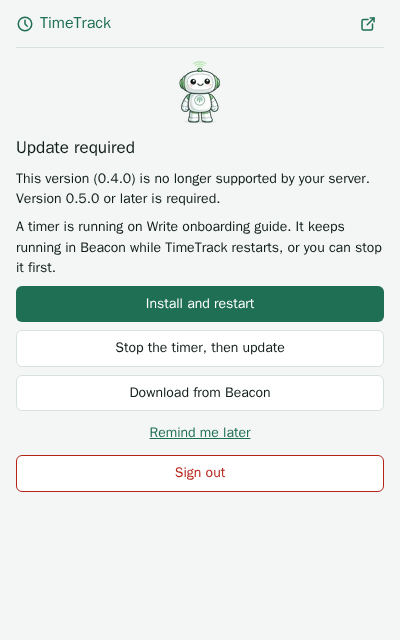 TimeTrack
Update required
This version (0.4.0) is no longer supported by your server.
Version 0.5.0 or later is required.
A timer is running on Write onboarding guide. It keeps
running in Beacon while TimeTrack restarts, or you can stop
it first.
Install and restart
Stop the timer, then update
Download from Beacon
Remind me later
Sign out